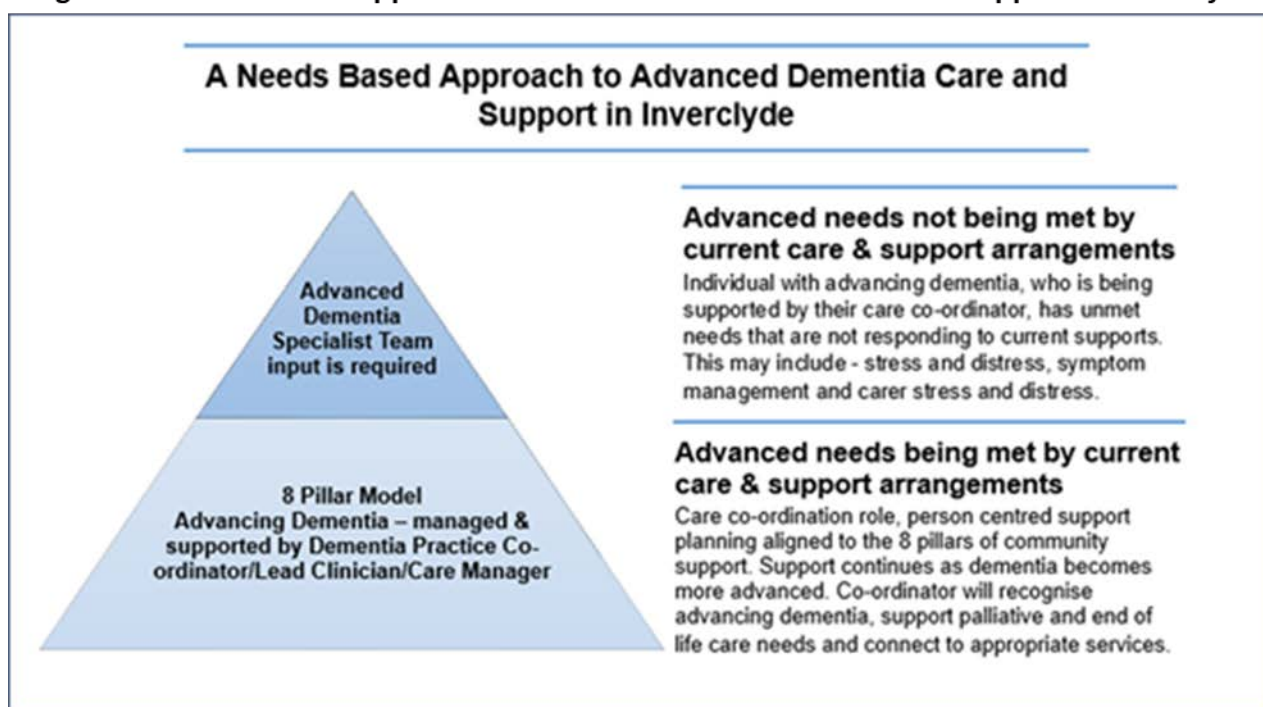 A Needs Based Approach to Advanced Dementia Care and
Support in Inverclyde
Advanced
Dementia
Specialist Team
input is required
8 Pillar Model
Advancing Dementia – managed &
supported by Dementia Practice Co-
ordinator/Lead Clinician/Care Manager
Advanced needs not being met by
current care & support arrangements
Individual with advancing dementia, who is being
supported by their care co-ordinator, has unmet
needs that are not responding to current supports.
This may include - stress and distress, symptom
management and carer stress and distress.
Advanced needs being met by current
care & support arrangements
Care co-ordination role, person centred support
planning aligned to the 8 pillars of community
support. Support continues as dementia becomes
more advanced. Co-ordinator will recognise
advancing dementia, support palliative and end of
life care needs and connect to appropriate services.